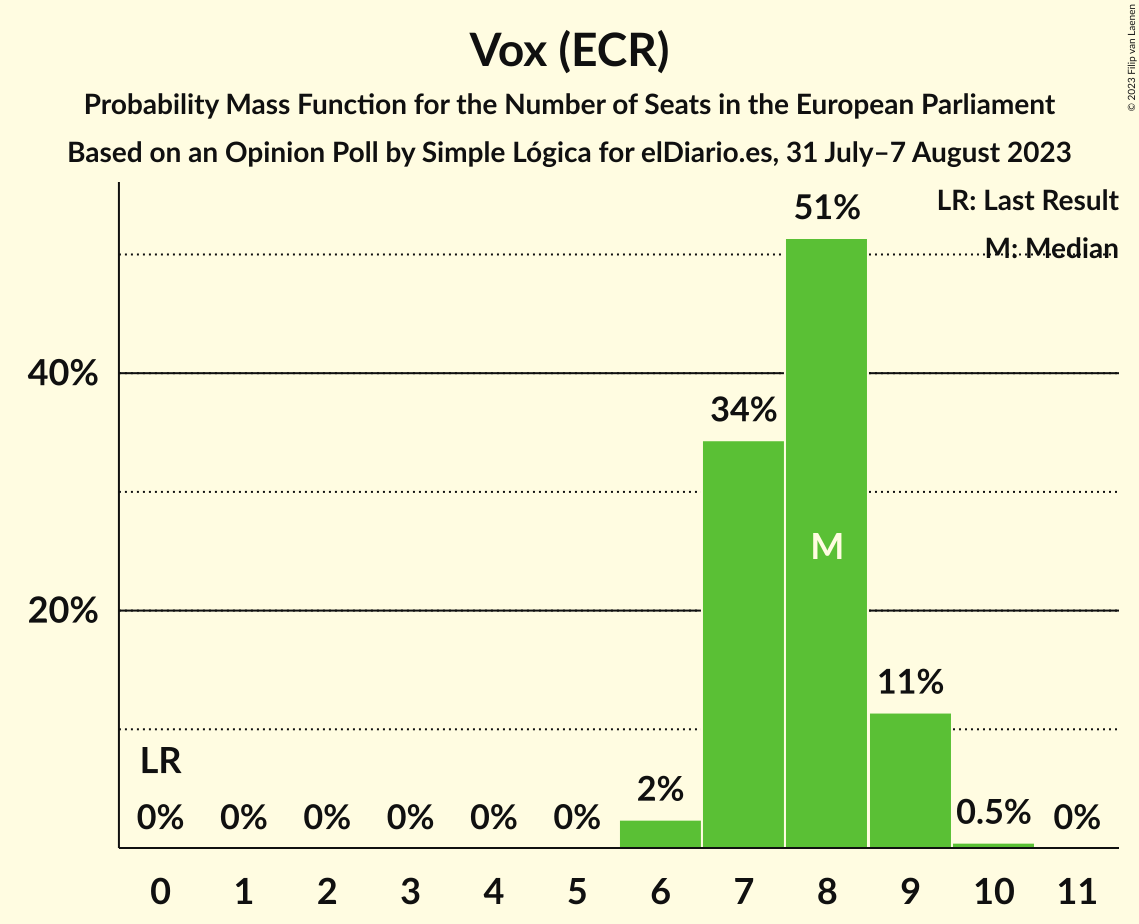 Vox (ECR)
Probability Mass Function for the Number of Seats in the European Parliament
Based on an Opinion Poll by Simple Lógica for elDiario.es, 31 July–7 August 2023
© 2023 Filip van Laenen
LR: Last Result
M: Median
51%
40%
34%
M
20%
11%
LR
2%
0% 0% 0% 0% 0% 0% 0.5% 0%
0 1 2 3 4 5 6 7 8 9 10 11